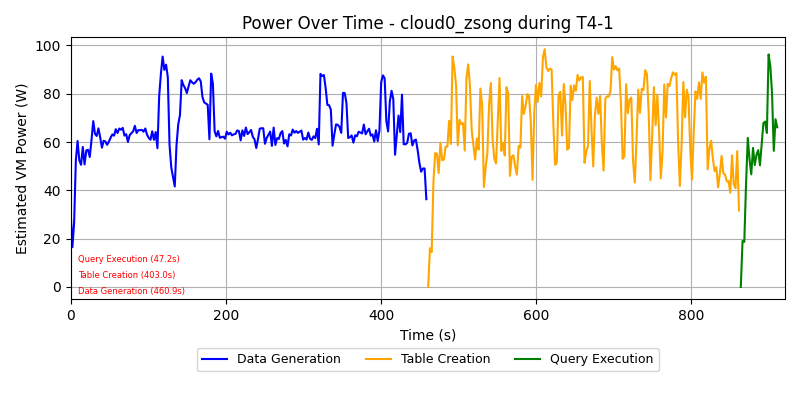 Power Over Time - cloud0_zsong during T4-1
Estimated VM Power (W)
100
80
60
40
20
0
Query Execution (47.2s)
Table Creation (403.0s)
Data Generation (460.9s)
0 200 400 600 800
Time (s)
Data Generation Table Creation Query Execution